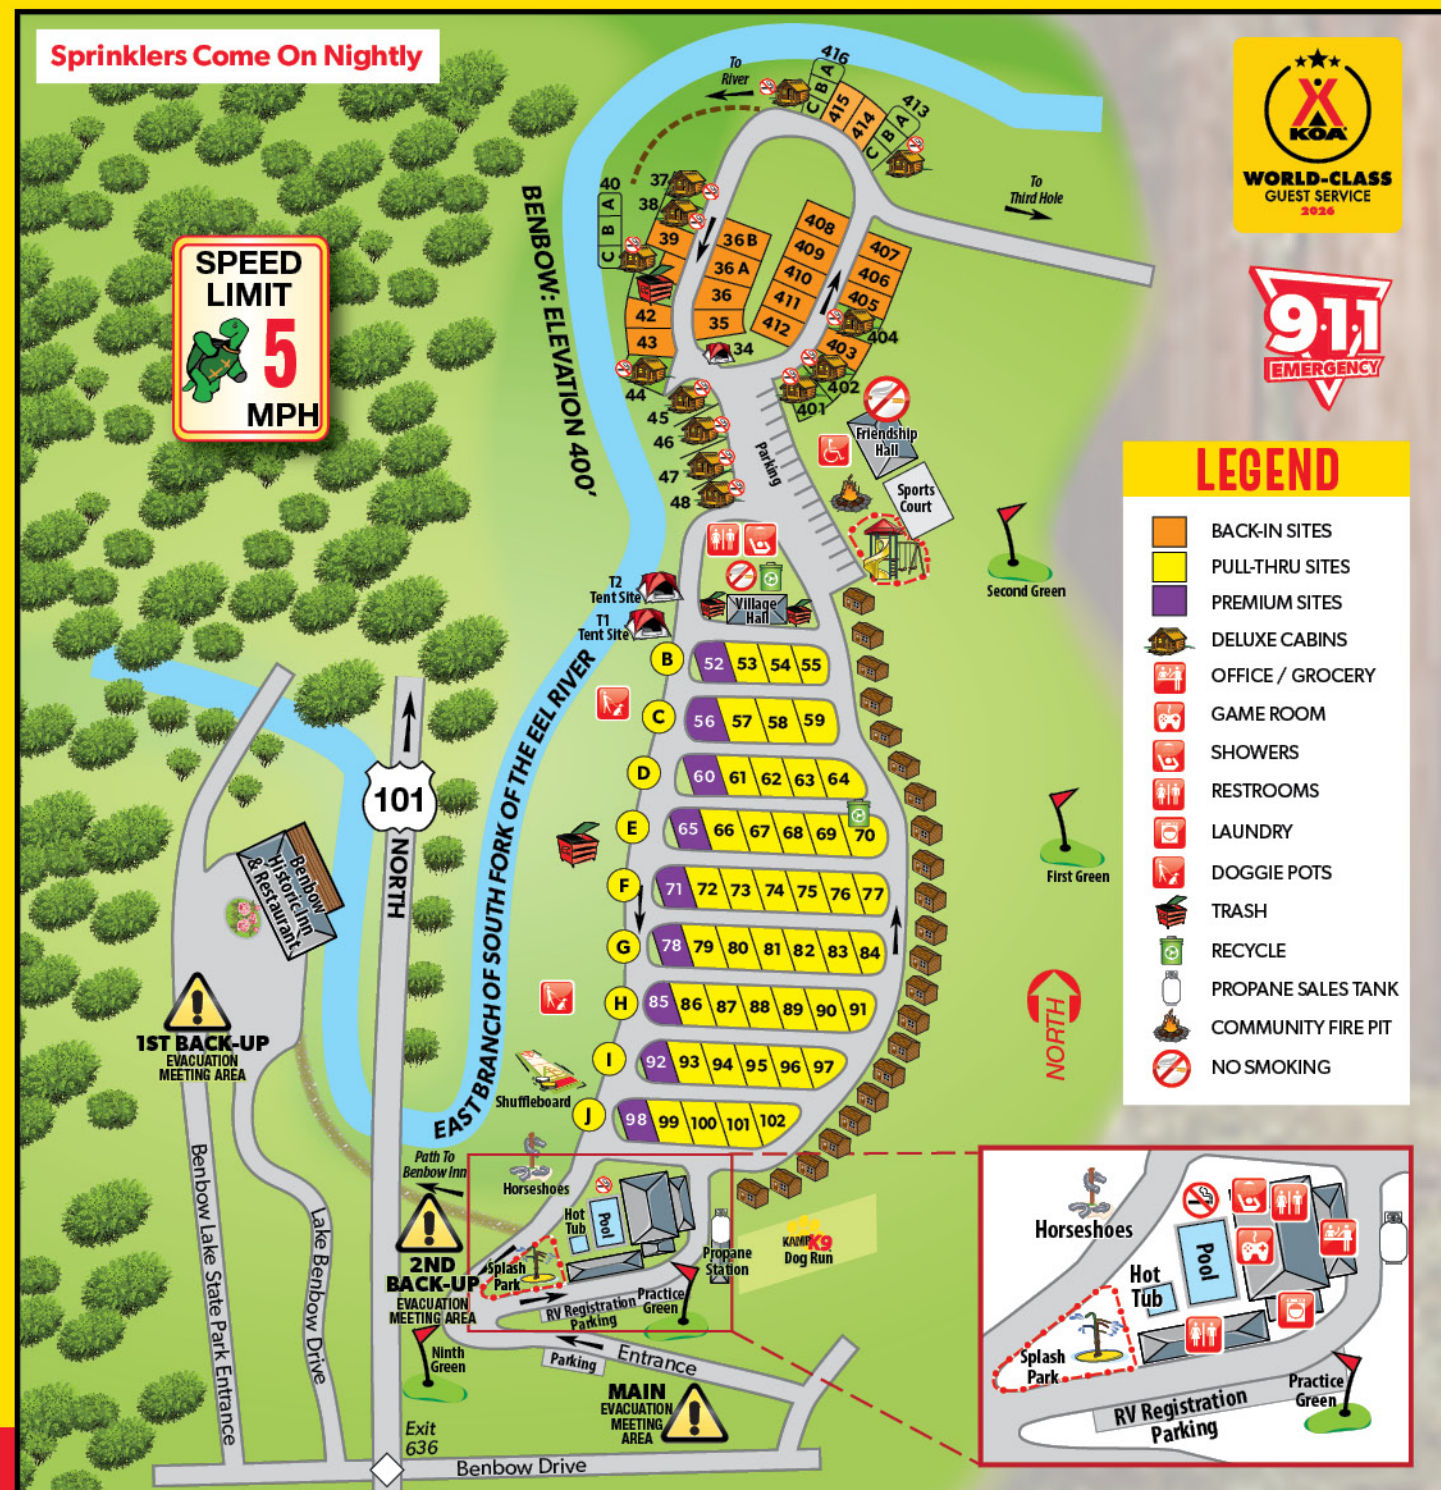 Sprinklers Come On Nightly
SPEED
LIMIT
5
MPH
To
River
416
A
B
C
415
414
413
A
B
C
To
Third Hole
KOA
WORLD-CLASS
GUEST SERVICE
2026
9·1·1
EMERGENCY
BENBOW: ELEVATION 400'
40
A
B
C
37
38
39
42
43
44
45
46
47
48
36 B
36 A
36
35
34
408
409
410
411
412
407
406
405
404
403
402
401
Parking
Friendship
Hall
Sports
Court
Second Green
First Green
T2
Tent Site
T1
Tent Site
Village
Hall
B
52 53 54 55
C
56 57 58 59
D
60 61 62 63 64
E
65 66 67 68 69 70
F
71 72 73 74 75 76 77
G
78 79 80 81 82 83 84
H
85 86 87 88 89 90 91
I
92 93 94 95 96 97
J
98 99 100 101 102
EAST BRANCH OF SOUTH FORK OF THE EEL RIVER
101
NORTH
Benbow
Historic Inn
& Restaurant
1ST BACK-UP
EVACUATION
MEETING AREA
Shuffleboard
Horseshoes
Path To
Benbow Inn
2ND
BACK-UP
EVACUATION
MEETING AREA
Hot
Tub
Pool
Splash
Park
Propane
Station
KAMP K9
Dog Run
RV Registration
Parking
Practice
Green
Ninth
Green
Parking
Entrance
MAIN
EVACUATION
MEETING
AREA
Exit
636
Benbow Drive
Benbow Lake State Park Entrance
Lake Benbow Drive
NORTH
LEGEND
BACK-IN SITES
PULL-THRU SITES
PREMIUM SITES
DELUXE CABINS
OFFICE / GROCERY
GAME ROOM
SHOWERS
RESTROOMS
LAUNDRY
DOGGIE POTS
TRASH
RECYCLE
PROPANE SALES TANK
COMMUNITY FIRE PIT
NO SMOKING
Horseshoes
Pool
Hot
Tub
Splash
Park
Practice
Green
RV Registration
Parking